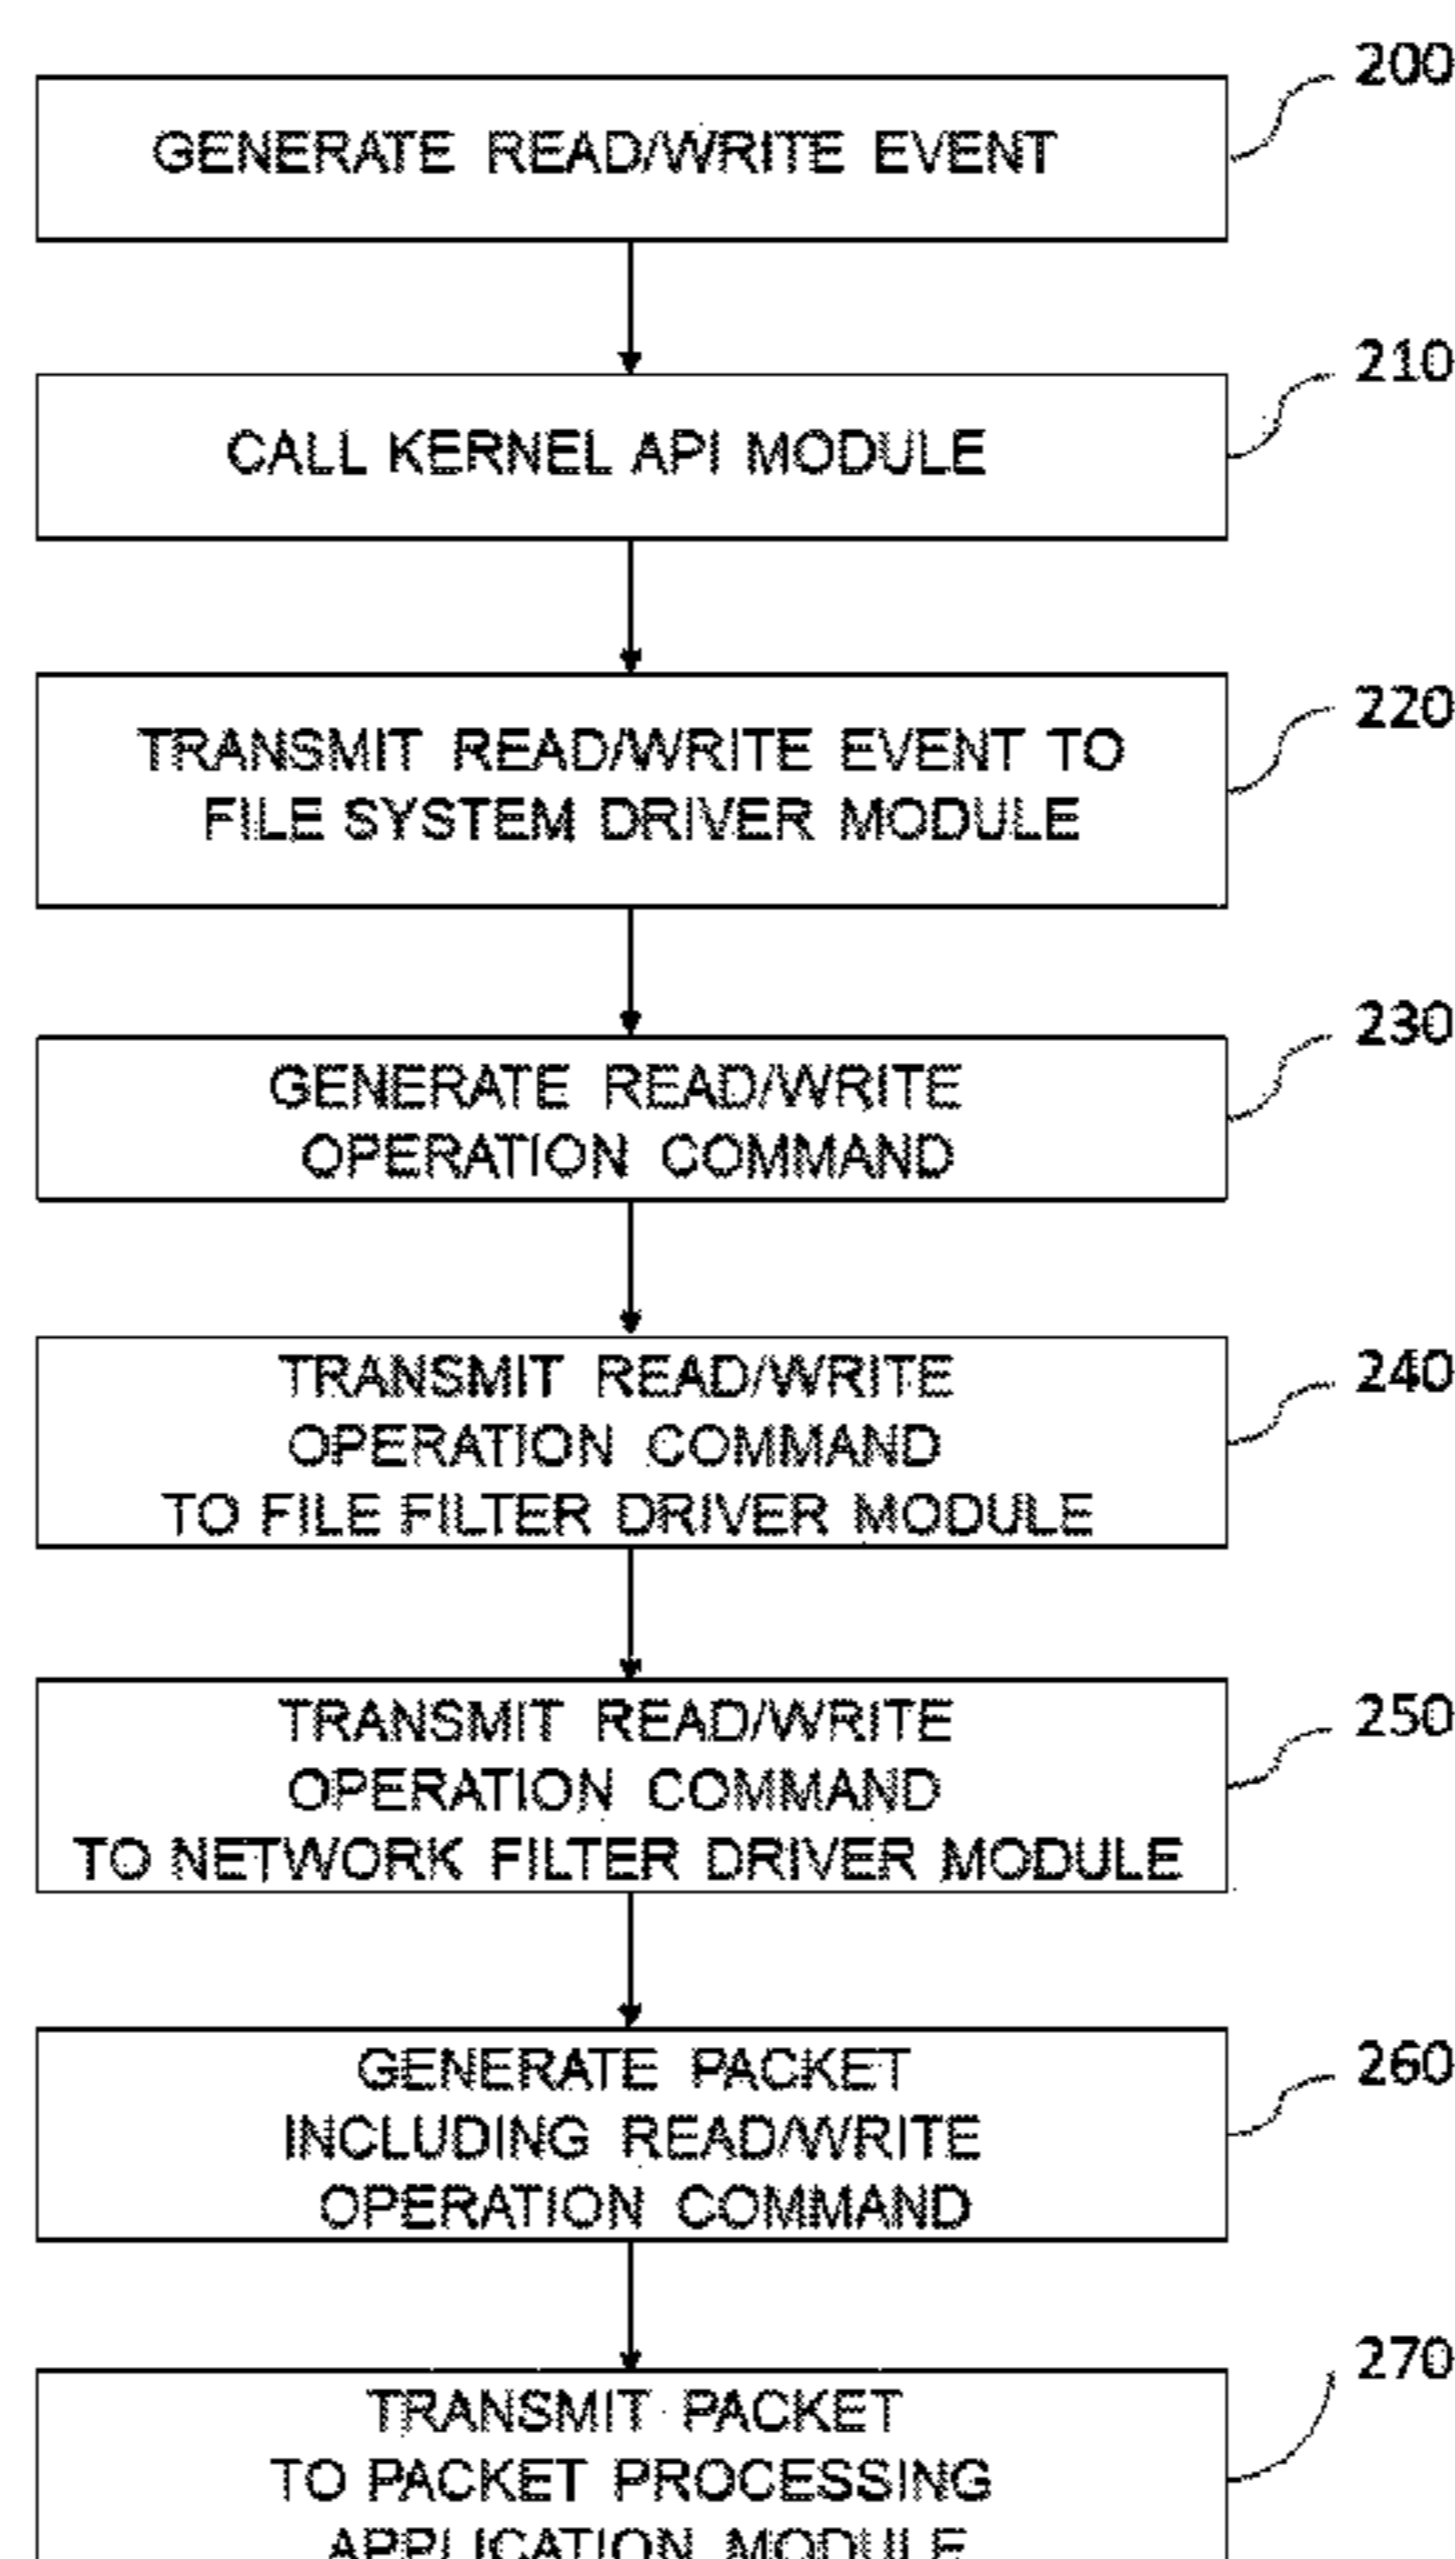 200
GENERATE READ/WRITE EVENT
210
CALL KERNEL API MODULE
220
TRANSMIT READ/WRITE EVENT TO
FILE SYSTEM DRIVER MODULE
230
GENERATE READ/WRITE
OPERATION COMMAND
240
TRANSMIT READ/WRITE
OPERATION COMMAND
TO FILE FILTER DRIVER MODULE
250
TRANSMIT READ/WRITE
OPERATION COMMAND
TO NETWORK FILTER DRIVER MODULE
260
GENERATE PACKET
INCLUDING READ/WRITE
OPERATION COMMAND
270
TRANSMIT PACKET
TO PACKET PROCESSING
APPLICATION MODULE